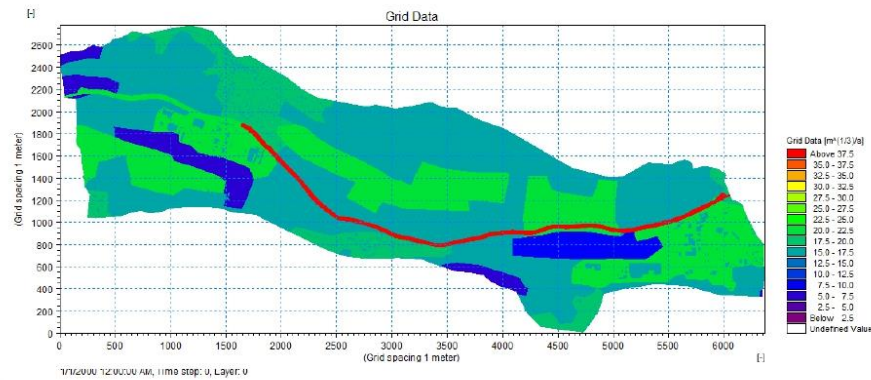 [-]
Grid Data
2600
2400
2200
2000
1800
1600
1400
1200
1000
800
600
400
200
0
(Grid spacing 1 meter)
0 500 1000 1500 2000 2500 3000 3500 4000 4500 5000 5500 6000
(Grid spacing 1 meter) [-]
1/1/2000 12:00:00 AM, Time step: 0, Layer: 0
Grid Data [m^(1/3)/s]
Above 37.5
35.0 - 37.5
32.5 - 35.0
30.0 - 32.5
27.5 - 30.0
25.0 - 27.5
22.5 - 25.0
20.0 - 22.5
17.5 - 20.0
15.0 - 17.5
12.5 - 15.0
10.0 - 12.5
7.5 - 10.0
5.0 - 7.5
2.5 - 5.0
Below 2.5
Undefined Value